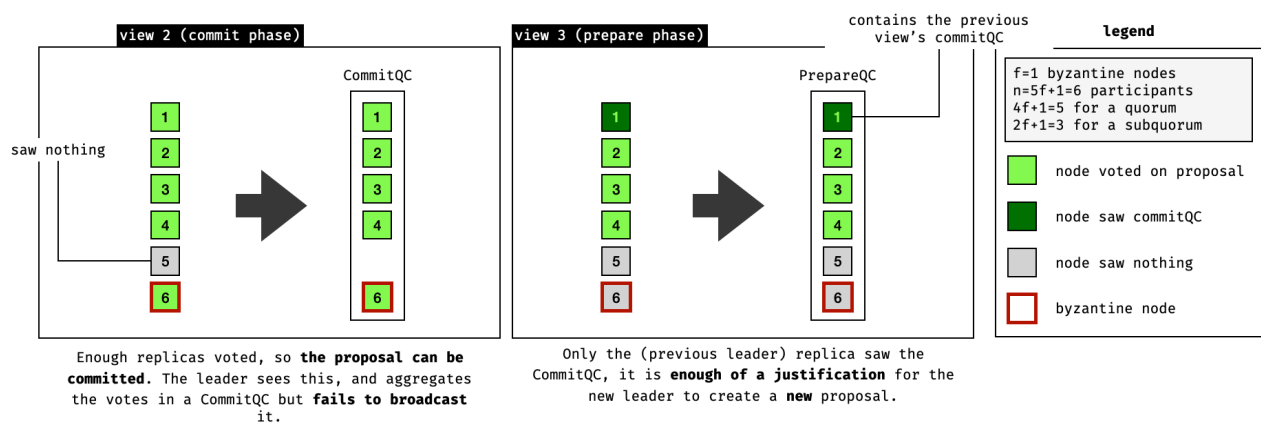 view 2 (commit phase)
CommitQC
saw nothing
1
2
3
4
5
6
1
2
3
4
6
Enough replicas voted, so the proposal can be
committed. The leader sees this, and aggregates
the votes in a CommitQC but fails to broadcast
it.
view 3 (prepare phase)
contains the previous
view's commitQC
PrepareQC
1
2
3
4
5
6
1
2
3
4
5
6
Only the (previous leader) replica saw the
CommitQC, it is enough of a justification for the
new leader to create a new proposal.
legend
f=1 byzantine nodes
n=5f+1=6 participants
4f+1=5 for a quorum
2f+1=3 for a subquorum
node voted on proposal
node saw commitQC
node saw nothing
byzantine node